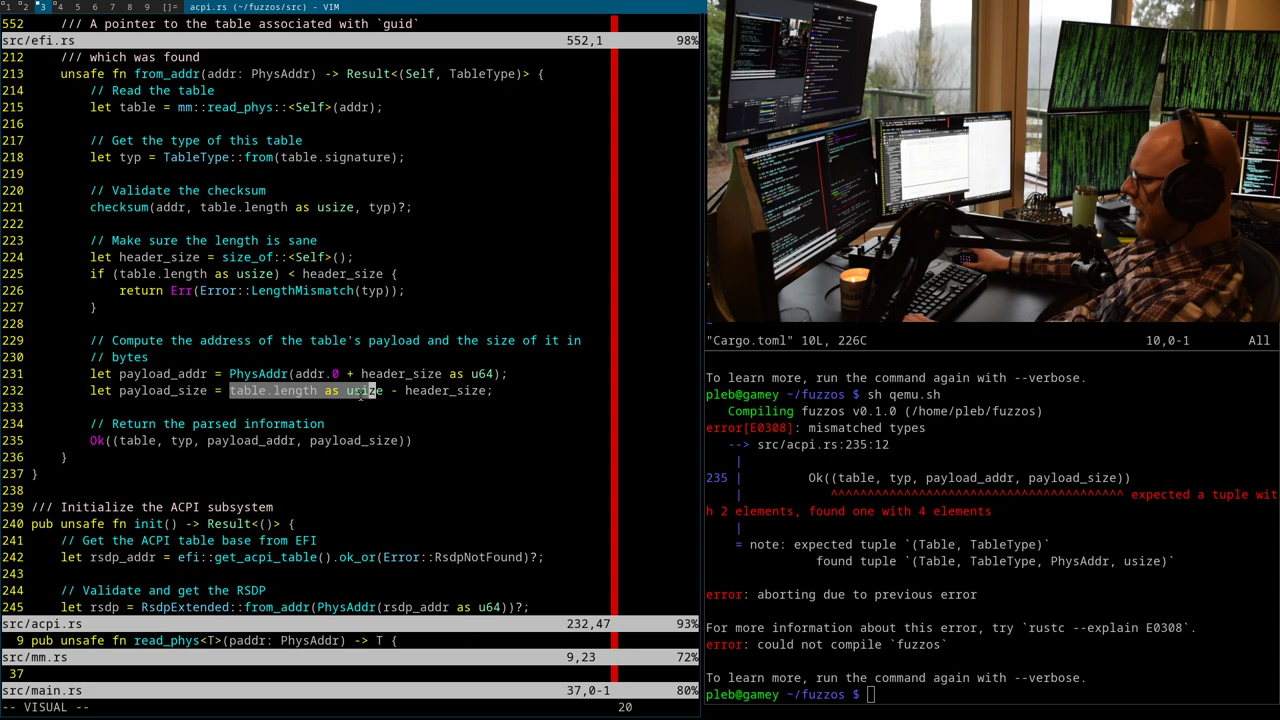 1 2 3 4 5 6 7 8 9 []= acpi.rs (~/fuzzos/src) - VIM
552     /// A pointer to the table associated with `guid`
src/efi.rs 552,1 98%
212     /// which was found
213     unsafe fn from_addr(addr: PhysAddr) -> Result<(Self, TableType)> {
214         // Read the table
215         let table = mm::read_phys::<Self>(addr);
216
217         // Get the type of this table
218         let typ = TableType::from(table.signature);
219
220         // Validate the checksum
221         checksum(addr, table.length as usize, typ)?;
222
223         // Make sure the length is sane
224         let header_size = size_of::<Self>();
225         if (table.length as usize) < header_size {
226             return Err(Error::LengthMismatch(typ));
227         }
228
229         // Compute the address of the table's payload and the size of it in
230         // bytes
231         let payload_addr = PhysAddr(addr.0 + header_size as u64);
232         let payload_size = table.length as usize - header_size;
233
234         // Return the parsed information
235         Ok((table, typ, payload_addr, payload_size))
236     }
237 }
238
239 /// Initialize the ACPI subsystem
240 pub unsafe fn init() -> Result<()> {
241     // Get the ACPI table base from EFI
242     let rsdp_addr = efi::get_acpi_table().ok_or(Error::RsdpNotFound)?;
243
244     // Validate and get the RSDP
245     let rsdp = RsdpExtended::from_addr(PhysAddr(rsdp_addr as u64))?;
src/acpi.rs 232,47 93%
9 pub unsafe fn read_phys<T>(paddr: PhysAddr) -> T {
src/mm.rs 9,23 72%
37
src/main.rs 37,0-1 80%
-- VISUAL -- 20
~
"Cargo.toml" 10L, 226C 10,0-1 All
To learn more, run the command again with --verbose.
pleb@gamey ~/fuzzos $ sh qemu.sh
   Compiling fuzzos v0.1.0 (/home/pleb/fuzzos)
error[E0308]: mismatched types
   --> src/acpi.rs:235:12
    |
235 |         Ok((table, typ, payload_addr, payload_size))
    |            ^^^^^^^^^^^^^^^^^^^^^^^^^^^^^^^^^^^^^^^^ expected a tuple wit
h 2 elements, found one with 4 elements
    |
    = note: expected tuple `(Table, TableType)`
               found tuple `(Table, TableType, PhysAddr, usize)`
error: aborting due to previous error
For more information about this error, try `rustc --explain E0308`.
error: could not compile `fuzzos`
To learn more, run the command again with --verbose.
pleb@gamey ~/fuzzos $